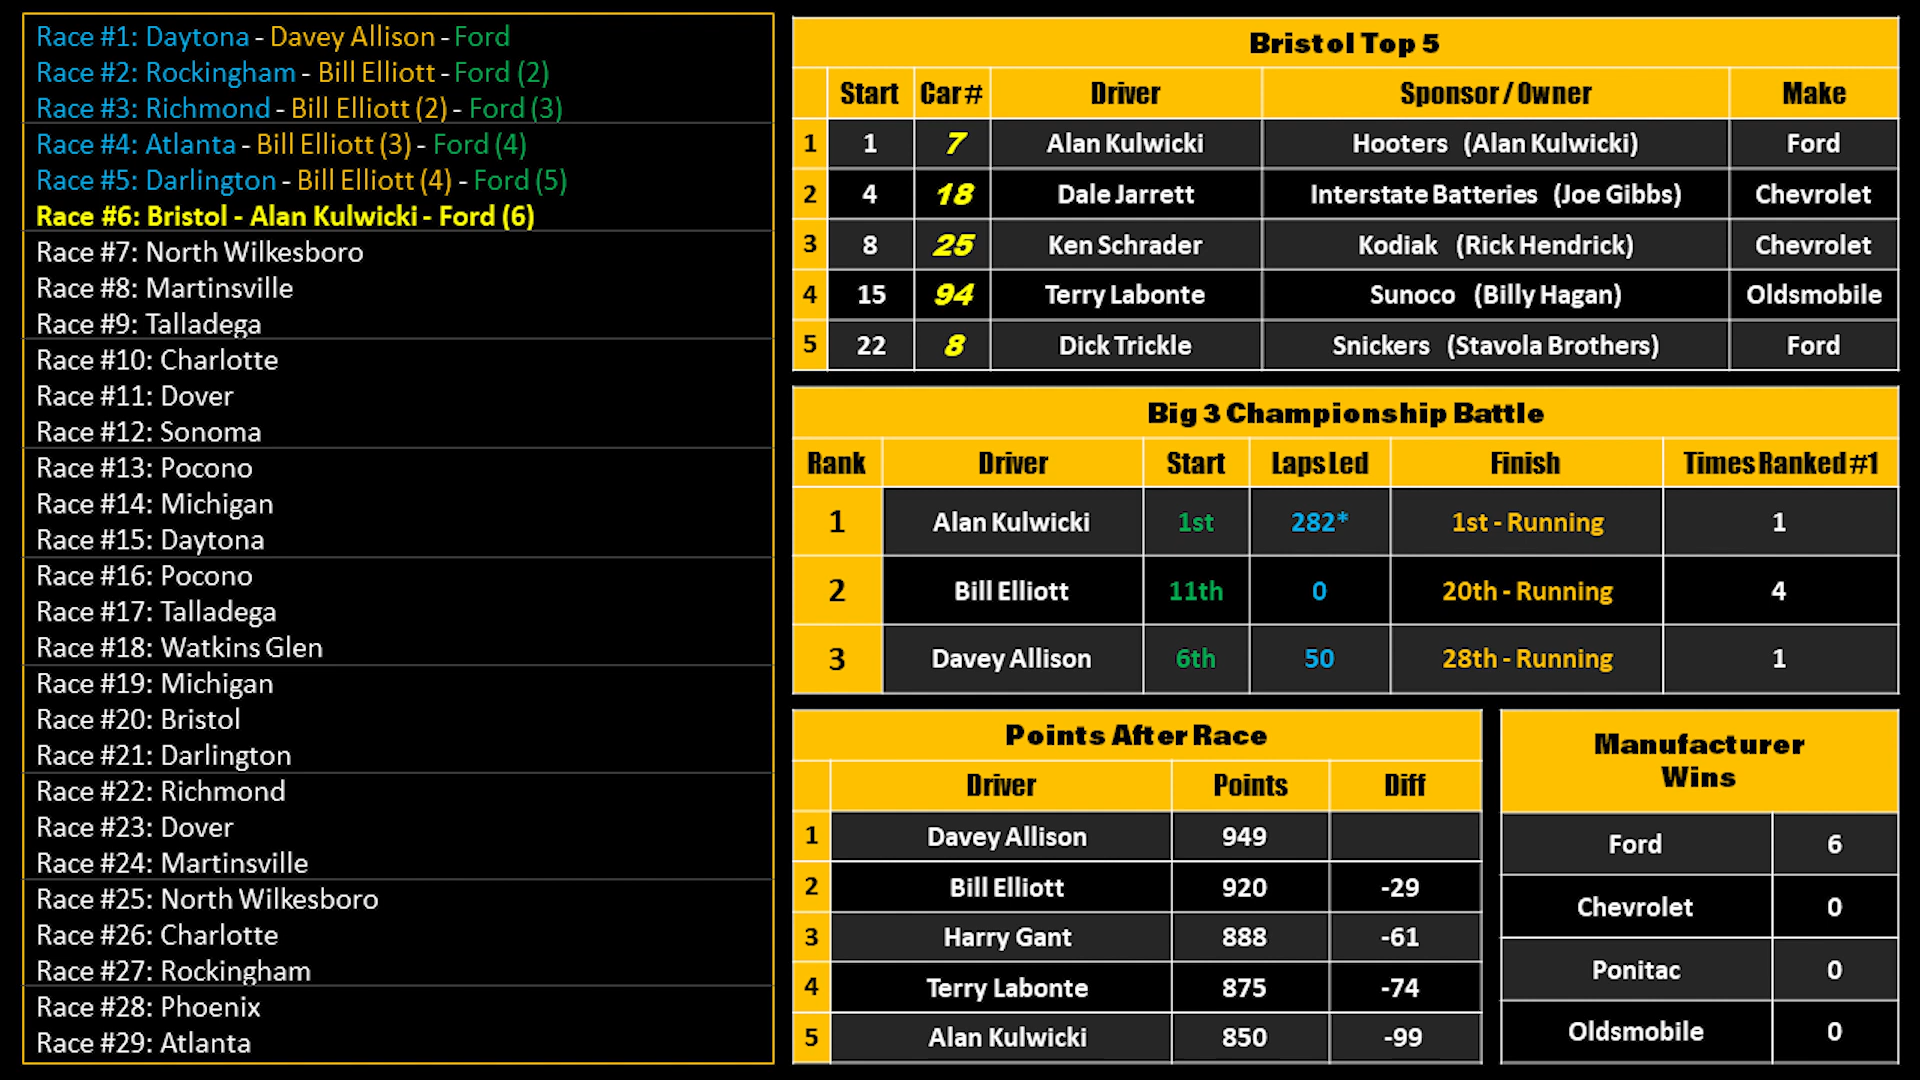 Race #1: Daytona - Davey Allison - Ford
Race #2: Rockingham - Bill Elliott - Ford (2)
Race #3: Richmond - Bill Elliott (2) - Ford (3)
Race #4: Atlanta - Bill Elliott (3) - Ford (4)
Race #5: Darlington - Bill Elliott (4) - Ford (5)
Race #6: Bristol - Alan Kulwicki - Ford (6)
Race #7: North Wilkesboro
Race #8: Martinsville
Race #9: Talladega
Race #10: Charlotte
Race #11: Dover
Race #12: Sonoma
Race #13: Pocono
Race #14: Michigan
Race #15: Daytona
Race #16: Pocono
Race #17: Talladega
Race #18: Watkins Glen
Race #19: Michigan
Race #20: Bristol
Race #21: Darlington
Race #22: Richmond
Race #23: Dover
Race #24: Martinsville
Race #25: North Wilkesboro
Race #26: Charlotte
Race #27: Rockingham
Race #28: Phoenix
Race #29: Atlanta
Bristol Top 5
Start Car # Driver Sponsor / Owner Make
1 1 7 Alan Kulwicki Hooters (Alan Kulwicki) Ford
2 4 18 Dale Jarrett Interstate Batteries (Joe Gibbs) Chevrolet
3 8 25 Ken Schrader Kodiak (Rick Hendrick) Chevrolet
4 15 94 Terry Labonte Sunoco (Billy Hagan) Oldsmobile
5 22 8 Dick Trickle Snickers (Stavola Brothers) Ford
Big 3 Championship Battle
Rank Driver Start Laps Led Finish Times Ranked #1
1 Alan Kulwicki 1st 282* 1st - Running 1
2 Bill Elliott 11th 0 20th - Running 4
3 Davey Allison 6th 50 28th - Running 1
Points After Race
Driver Points Diff
1 Davey Allison 949
2 Bill Elliott 920 -29
3 Harry Gant 888 -61
4 Terry Labonte 875 -74
5 Alan Kulwicki 850 -99
Manufacturer
Wins
Ford 6
Chevrolet 0
Ponitac 0
Oldsmobile 0